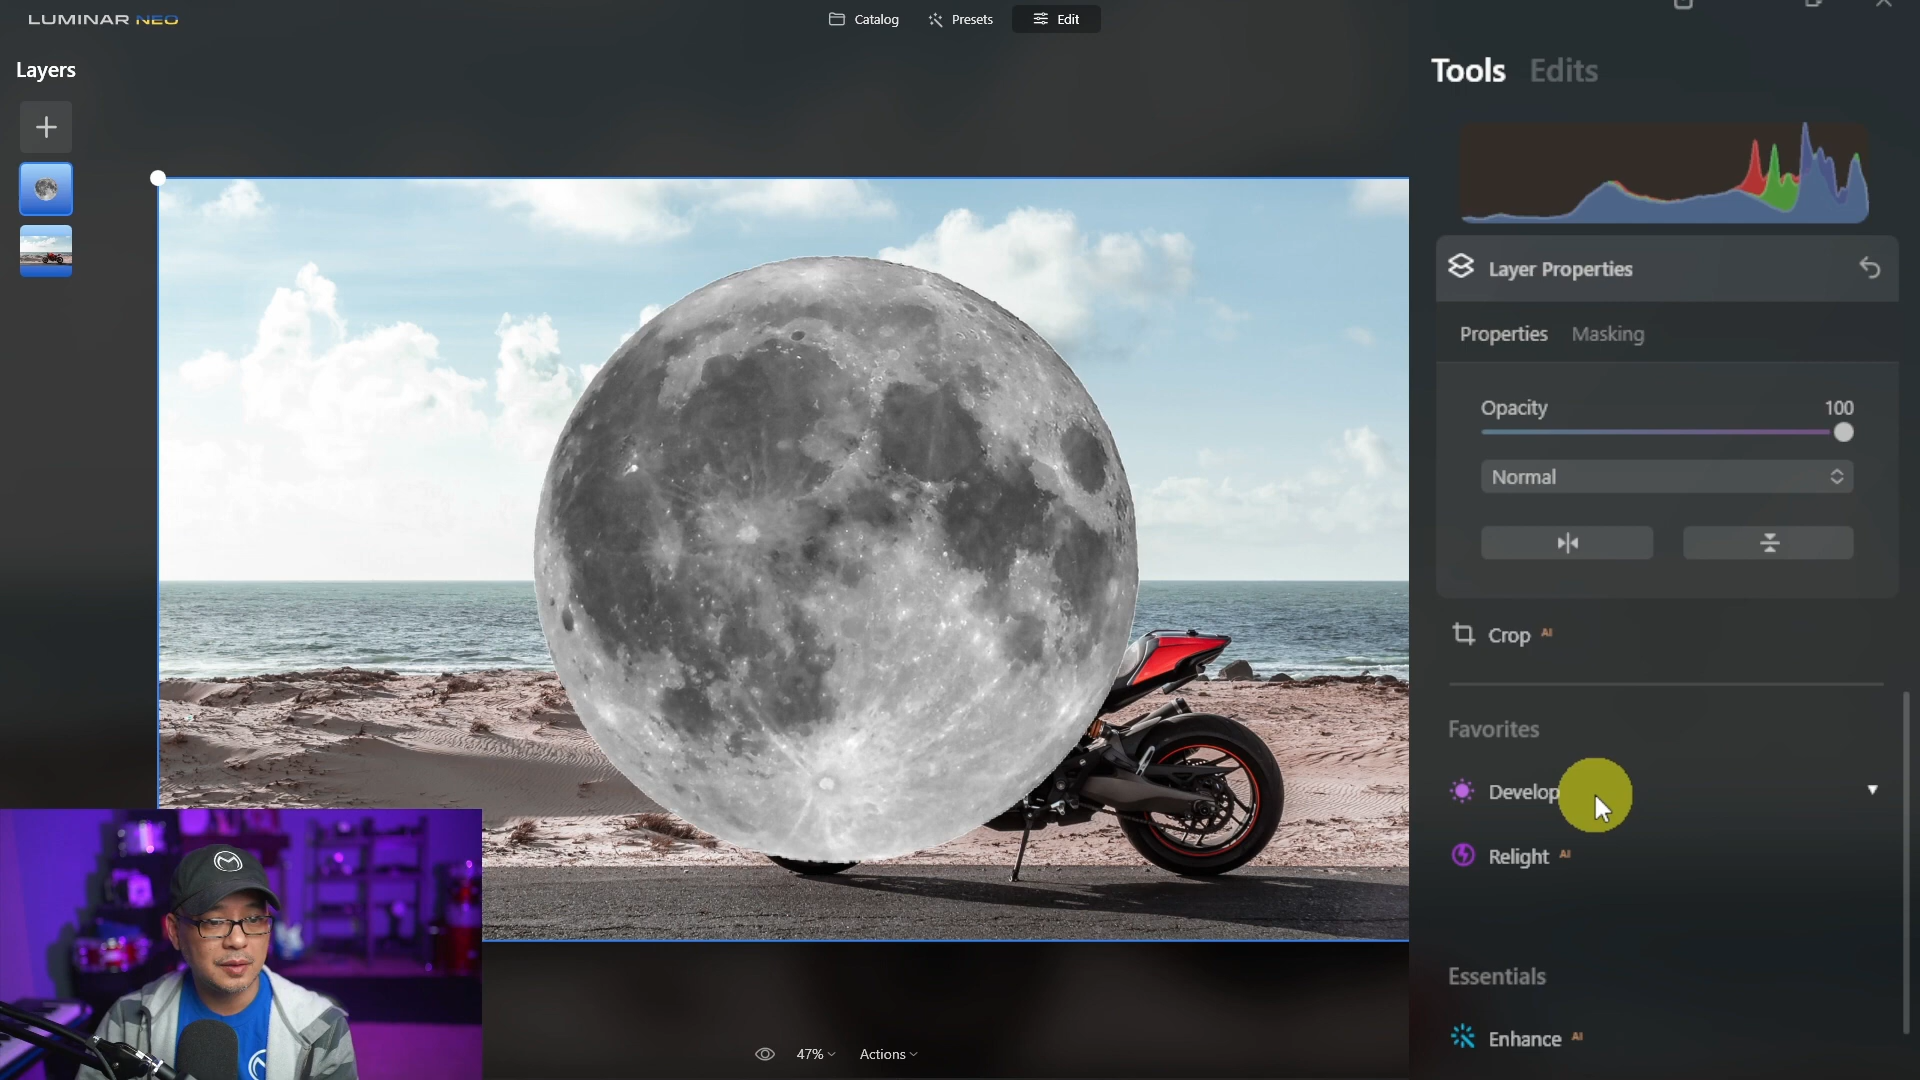 LUMINAR NEO
Catalog
Presets
Edit
Layers
Tools
Edits
Layer Properties
Properties
Masking
Opacity
100
Normal
Crop AI
Favorites
Develop
Relight AI
Essentials
Enhance AI
47%
Actions